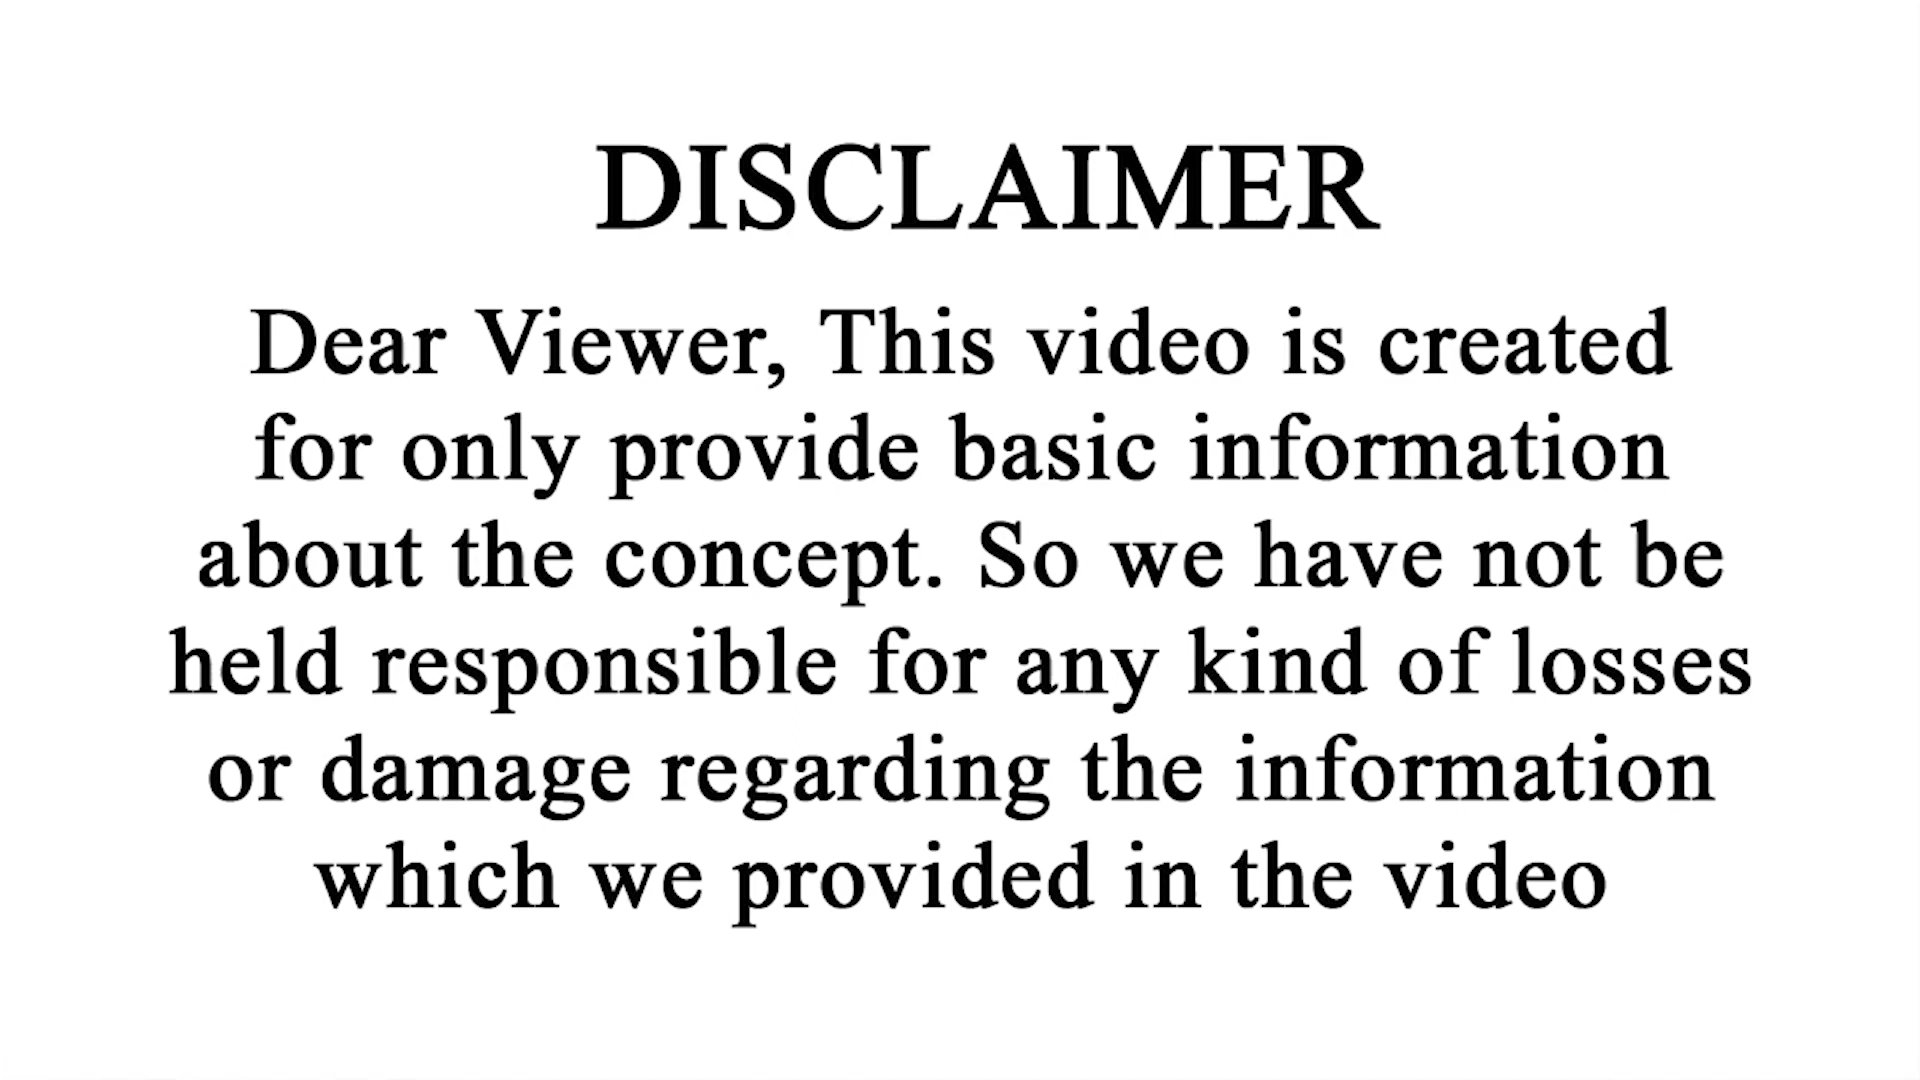 DISCLAIMER
Dear Viewer, This video is created
for only provide basic information
about the concept. So we have not be
held responsible for any kind of losses
or damage regarding the information
which we provided in the video